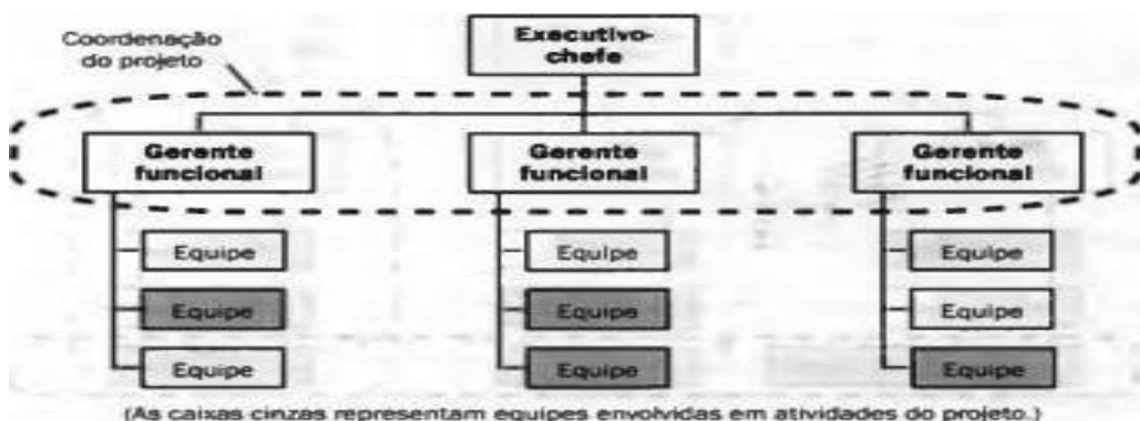 Coordenação
do projeto
Executivo-
chefe
Gerente
funcional
Gerente
funcional
Gerente
funcional
Equipe
Equipe
Equipe
Equipe
Equipe
Equipe
Equipe
Equipe
Equipe
(As caixas cinzas representam equipes envolvidas em atividades do projeto.)